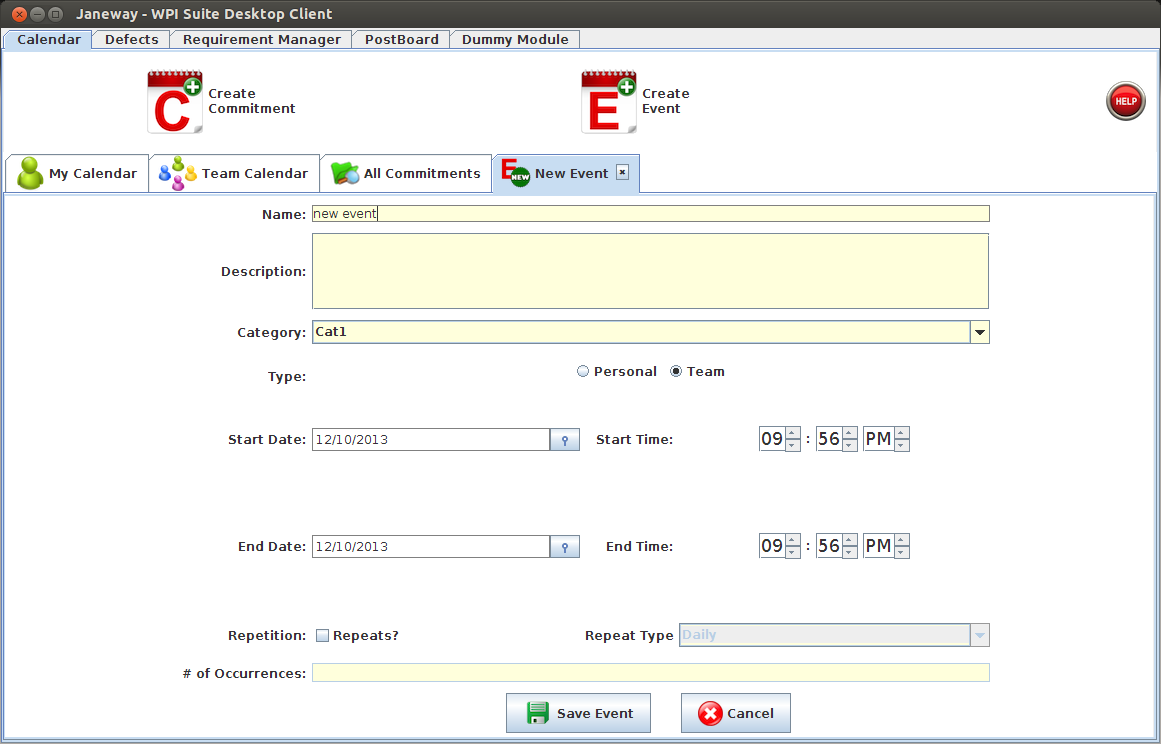 Janeway - WPI Suite Desktop Client
Calendar Defects Requirement Manager PostBoard Dummy Module
C Create Commitment
E Create Event
HELP
My Calendar Team Calendar All Commitments E NEW New Event
Name: new event
Description:
Category: Cat1
Type: Personal Team
Start Date: 12/10/2013 Start Time: 09 : 56 PM
End Date: 12/10/2013 End Time: 09 : 56 PM
Repetition: Repeats? Repeat Type Daily
# of Occurrences:
Save Event Cancel